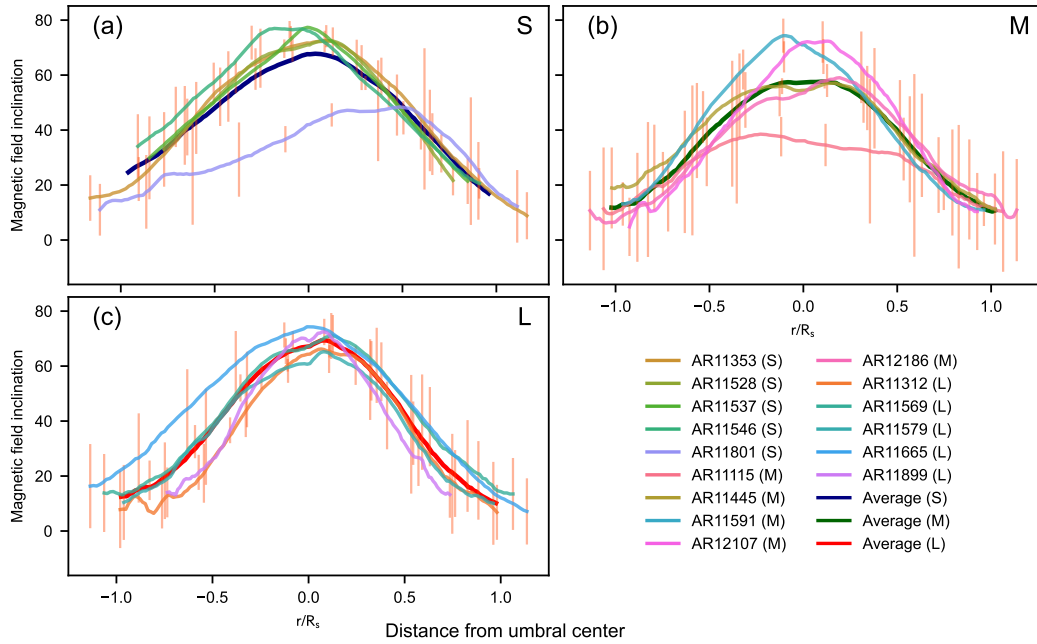 (a)
S
(b)
M
80
60
40
20
0
Magnetic field inclination
−1.0
−0.5
0.0
0.5
1.0
r/Rs
(c)
L
80
60
40
20
0
Magnetic field inclination
−1.0
−0.5
0.0
0.5
1.0
r/Rs
Distance from umbral center
AR11353 (S)
AR11528 (S)
AR11537 (S)
AR11546 (S)
AR11801 (S)
AR11115 (M)
AR11445 (M)
AR11591 (M)
AR12107 (M)
AR12186 (M)
AR11312 (L)
AR11569 (L)
AR11579 (L)
AR11665 (L)
AR11899 (L)
Average (S)
Average (M)
Average (L)